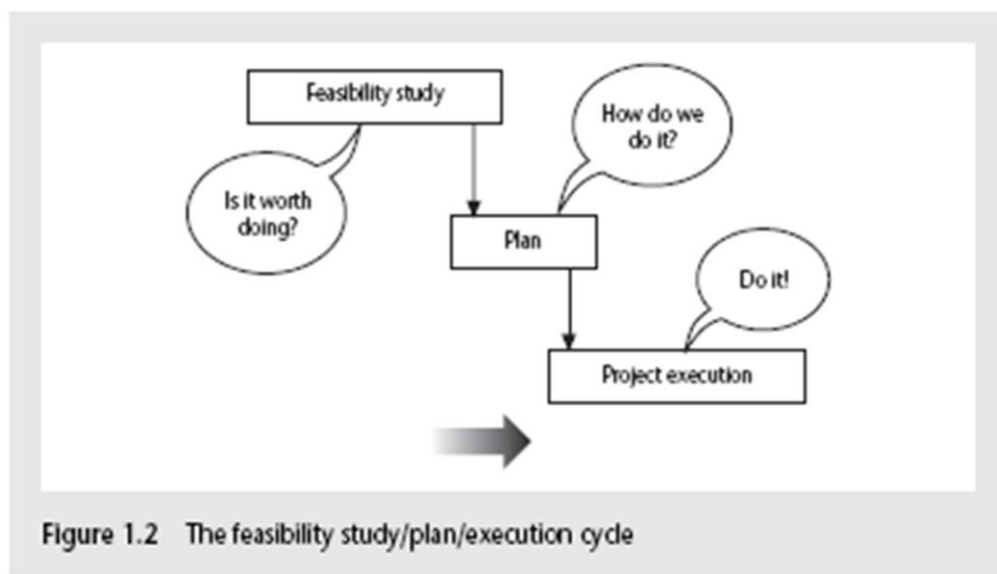 Feasibility study
Is it worth
doing?
How do we
do it?
Plan
Do it!
Project execution
Figure 1.2 The feasibility study/plan/execution cycle